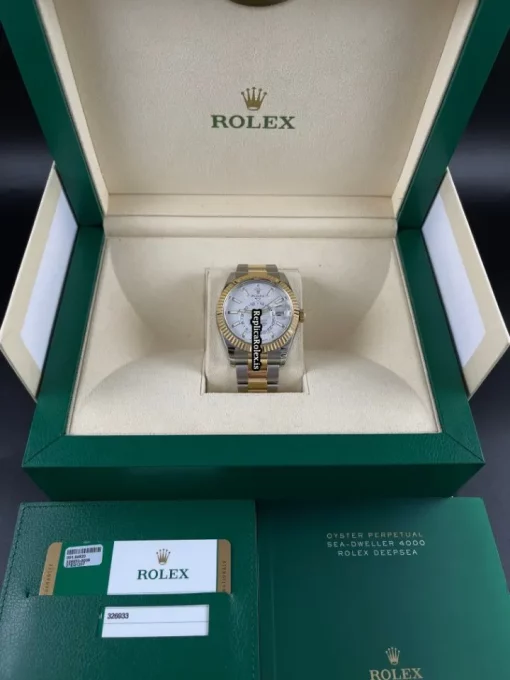 ROLEX
ReplicaRolex.is
ROLEX
326933
OYSTER PERPETUAL
SEA-DWELLER 4000
ROLEX DEEPSEA
ROLEX